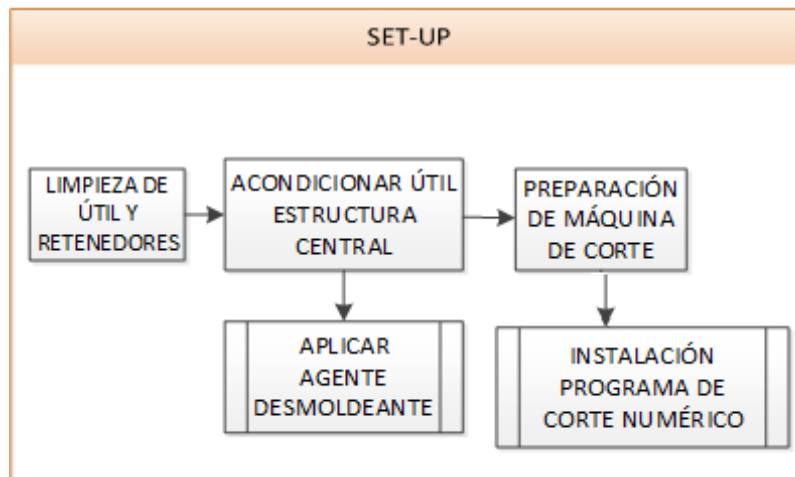 SET-UP
LIMPIEZA DE
ÚTIL Y
RETENEDORES
ACONDICIONAR ÚTIL
ESTRUCTURA
CENTRAL
PREPARACIÓN
DE MÁQUINA
DE CORTE
APLICAR
AGENTE
DESMOLDEANTE
INSTALACIÓN
PROGRAMA DE
CORTE NUMÉRICO